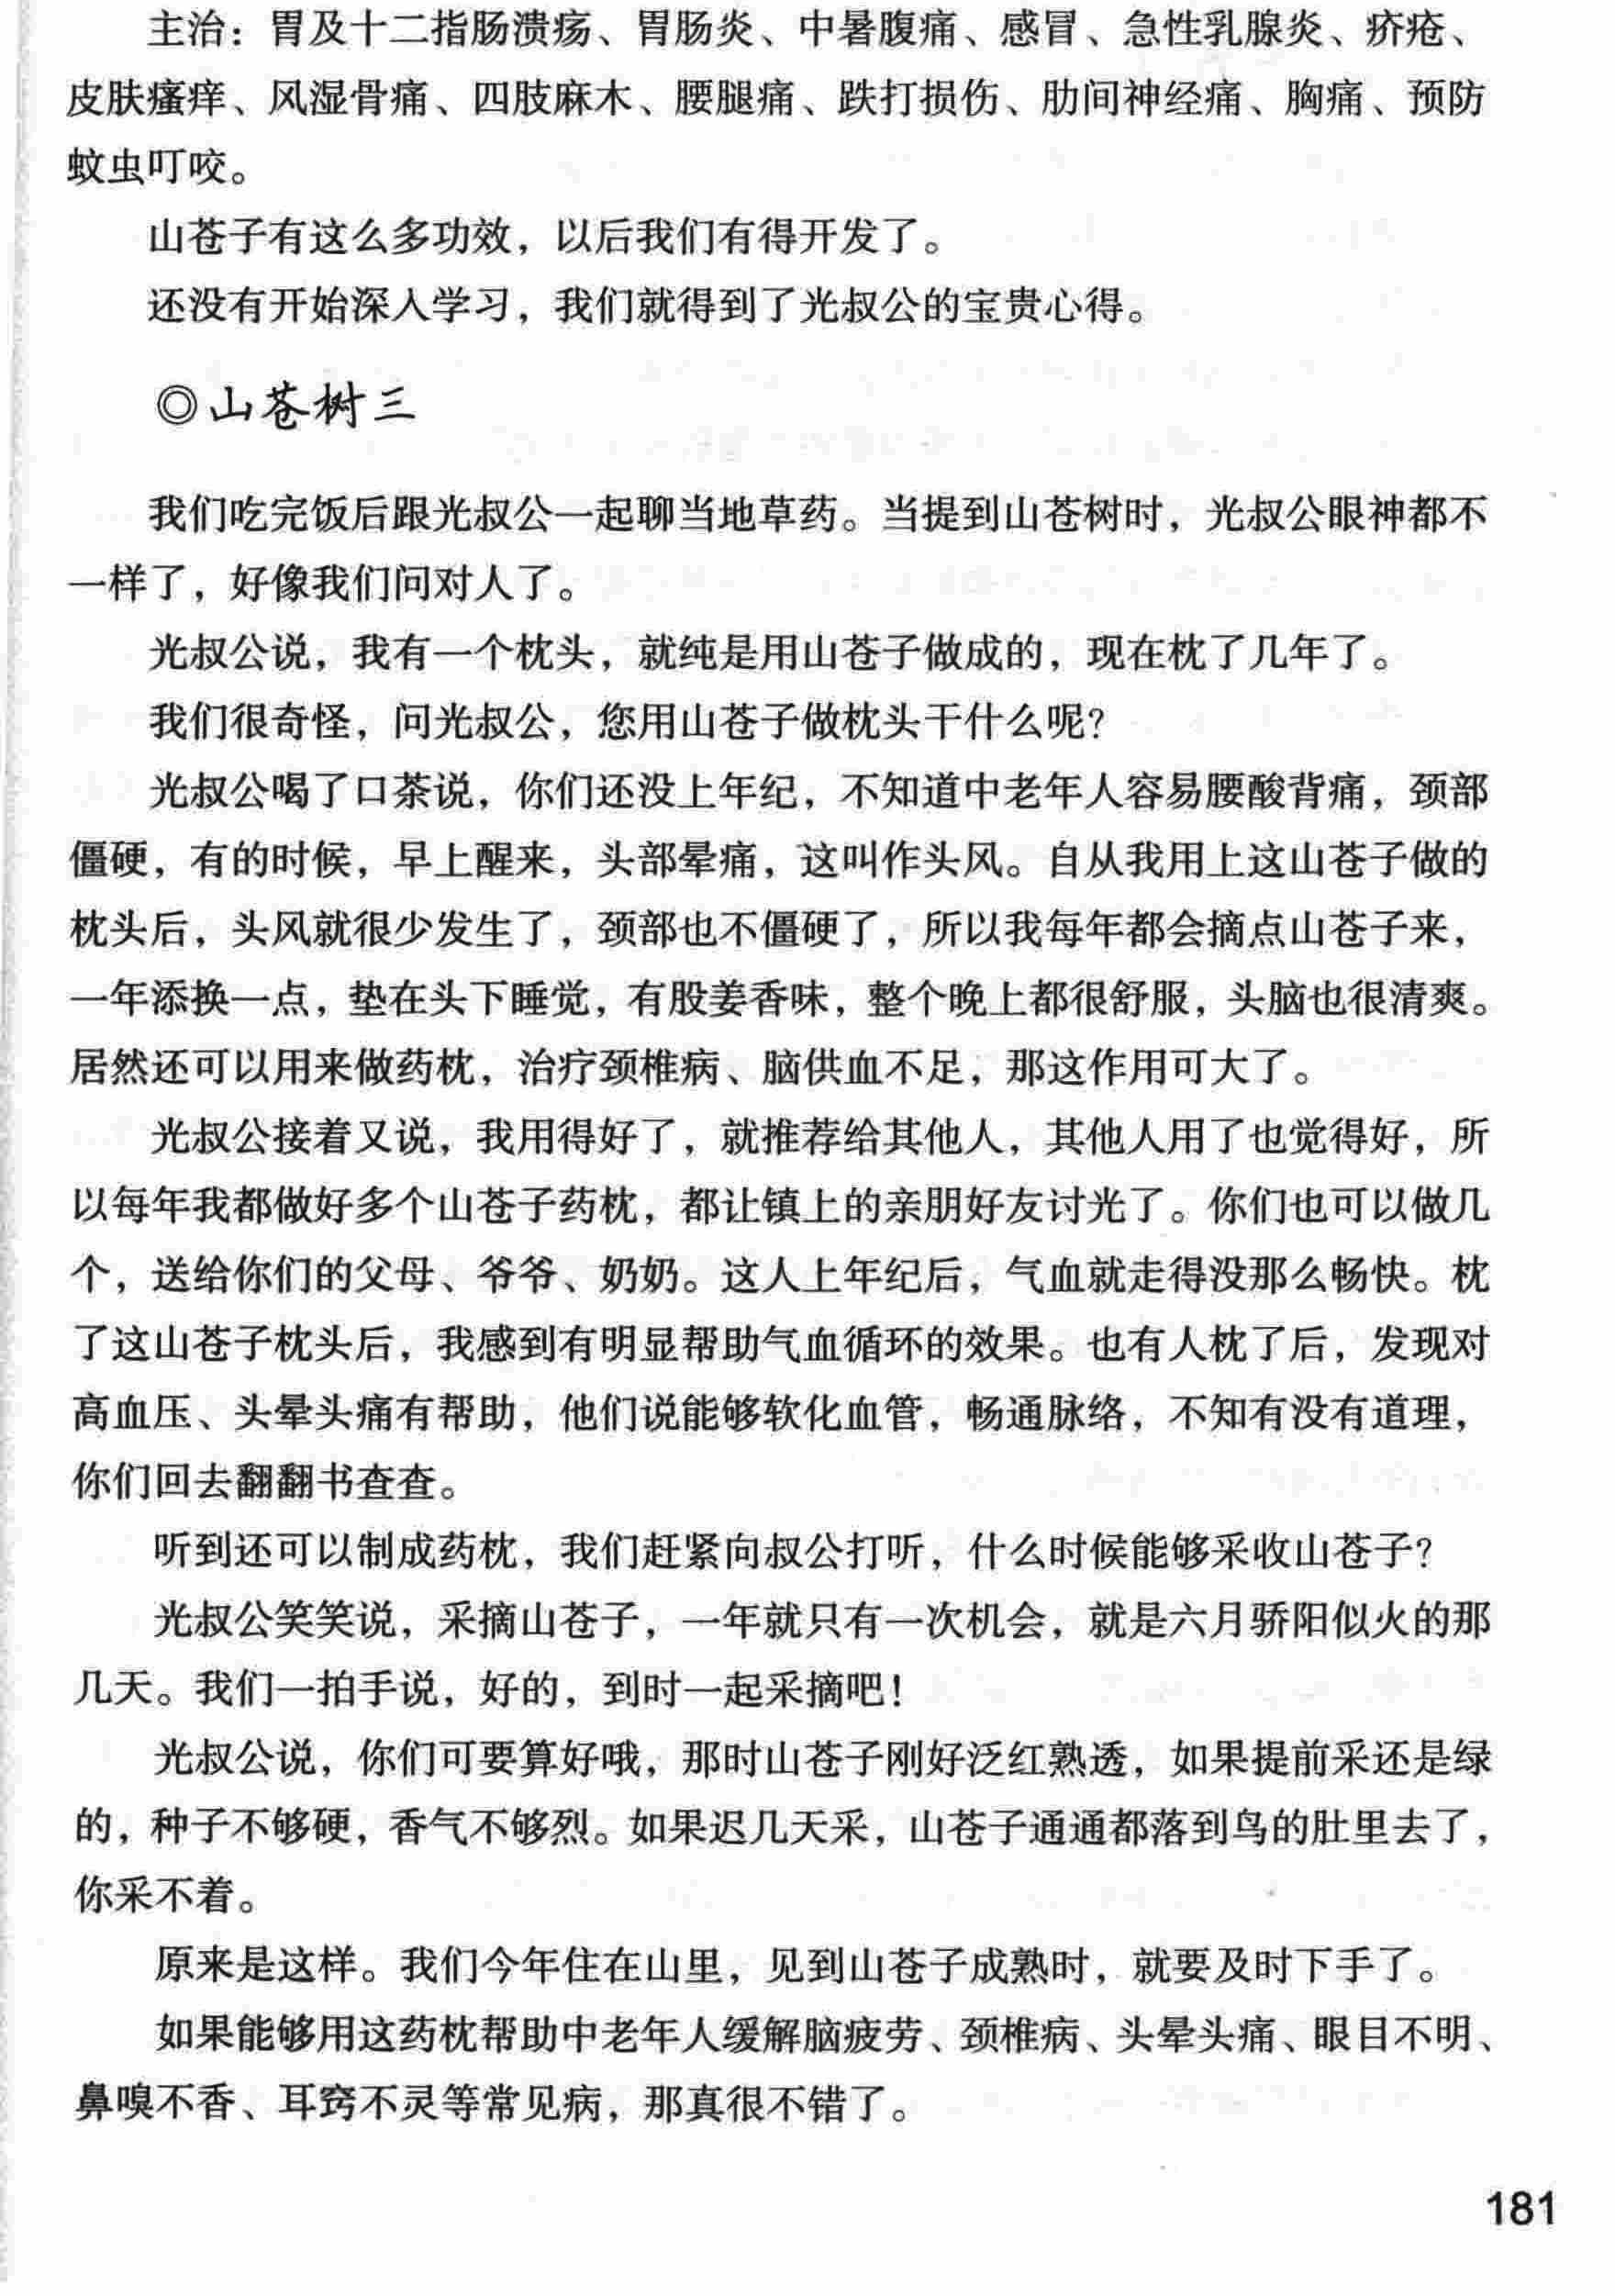 主治：胃及十二指肠溃疡、胃肠炎、中暑腹痛、感冒、急性乳腺炎、疥疮、
皮肤瘙痒、风湿骨痛、四肢麻木、腰腿痛、跌打损伤、肋间神经痛、胸痛、预防
蚊虫叮咬。
山苍子有这么多功效，以后我们有得开发了。
还没有开始深入学习，我们就得到了光叔公的宝贵心得。
◎山苍树三
我们吃完饭后跟光叔公一起聊当地草药。当提到山苍树时，光叔公眼神都不
一样了，好像我们问对人了。
光叔公说，我有一个枕头，就纯是用山苍子做成的，现在枕了几年了。
我们很奇怪，问光叔公，您用山苍子做枕头干什么呢？
光叔公喝了口茶说，你们还没上年纪，不知道中老年人容易腰酸背痛，颈部
僵硬，有的时候，早上醒来，头部晕痛，这叫作头风。自从我用上这山苍子做的
枕头后，头风就很少发生了，颈部也不僵硬了，所以我每年都会摘点山苍子来，
一年添换一点，垫在头下睡觉，有股姜香味，整个晚上都很舒服，头脑也很清爽。
居然还可以用来做药枕，治疗颈椎病、脑供血不足，那这作用可大了。
光叔公接着又说，我用得好了，就推荐给其他人，其他人用了也觉得好，所
以每年我都做好多个山苍子药枕，都让镇上的亲朋好友讨光了。你们也可以做几
个，送给你们的父母、爷爷、奶奶。这人上年纪后，气血就走得没那么畅快。枕
了这山苍子枕头后，我感到有明显帮助气血循环的效果。也有人枕了后，发现对
高血压、头晕头痛有帮助，他们说能够软化血管，畅通脉络，不知有没有道理，
你们回去翻翻书查查。
听到还可以制成药枕，我们赶紧向叔公打听，什么时候能够采收山苍子？
光叔公笑笑说，采摘山苍子，一年就只有一次机会，就是六月骄阳似火的那
几天。我们一拍手说，好的，到时一起采摘吧！
光叔公说，你们可要算好哦，那时山苍子刚好泛红熟透，如果提前采还是绿
的，种子不够硬，香气不够烈。如果迟几天采，山苍子通通都落到鸟的肚里去了，
你采不着。
原来是这样。我们今年住在山里，见到山苍子成熟时，就要及时下手了。
如果能够用这药枕帮助中老年人缓解脑疲劳、颈椎病、头晕头痛、眼目不明、
鼻嗅不香、耳窍不灵等常见病，那真很不错了。
181